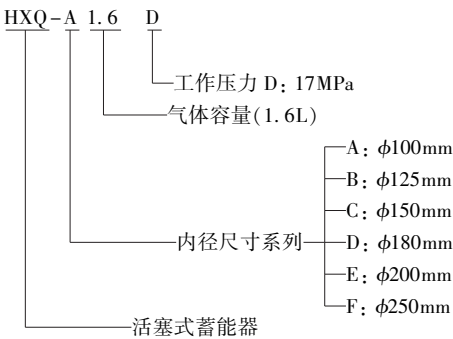 HXQ-A 1.6 D
工作压力 D：17MPa
气体容量(1.6L)
A：ϕ100mm
B：ϕ125mm
C：ϕ150mm
内径尺寸系列 D：ϕ180mm
E：ϕ200mm
F：ϕ250mm
活塞式蓄能器